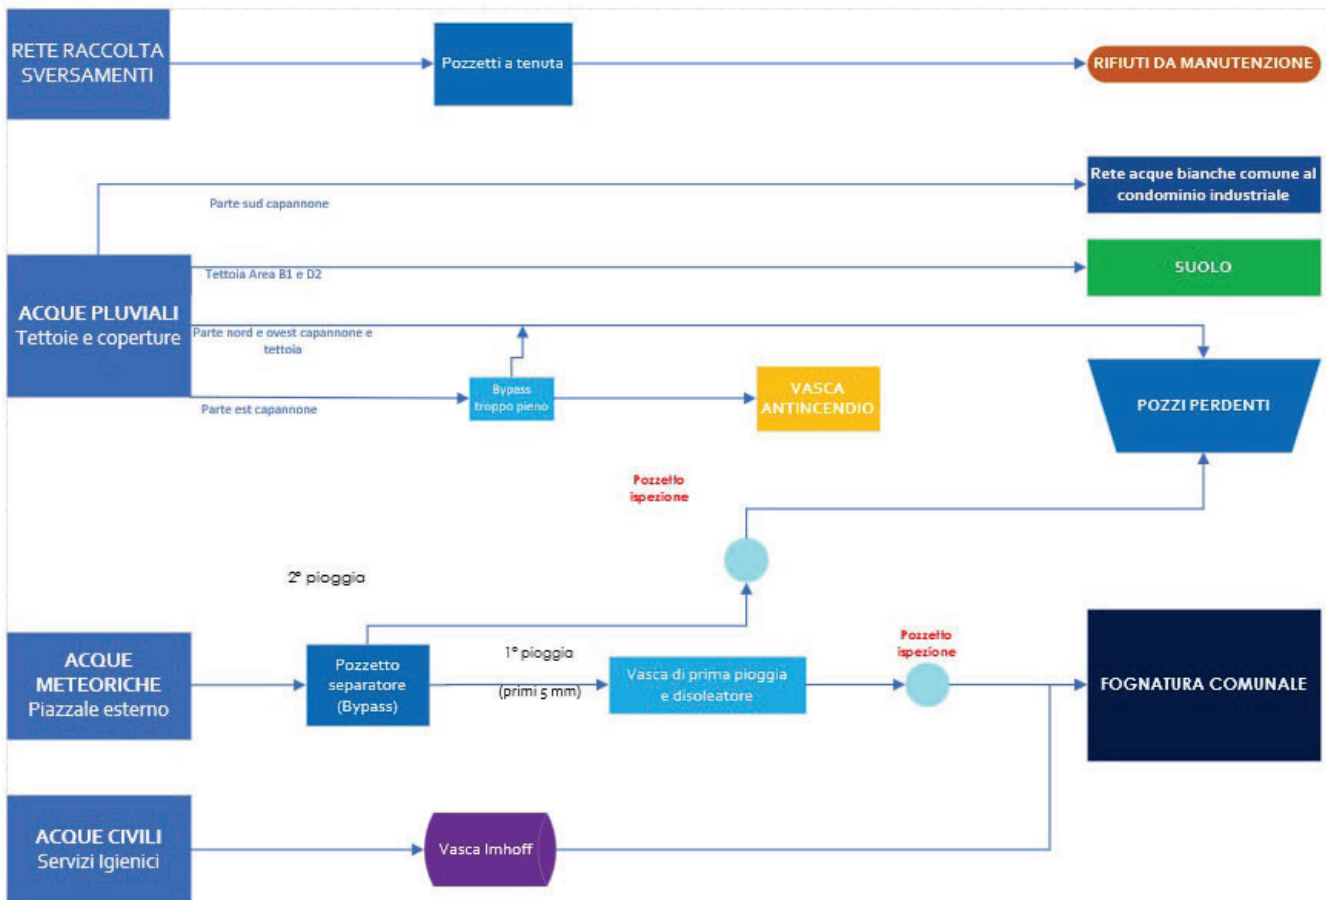 RETE RACCOLTA
SVERSAMENTI
Pozzetti a tenuta
RIFIUTI DA MANUTENZIONE
Rete acque bianche comune al
condominio industriale
Parte sud capannone
SUOLO
Tettoia Area B1 e D2
ACQUE PLUVIALI
Tettoie e coperture
Parte nord e ovest capannone e
tettoia
Bypass
troppo pieno
VASCA
ANTINCENDIO
POZZI PERDENTI
Parte est capannone
Pozzetto
ispezione
2° pioggia
ACQUE
METEORICHE
Piazzale esterno
Pozzetto
separatore
(Bypass)
1° pioggia
(primi 5 mm)
Vasca di prima pioggia
e disoleatore
Pozzetto
ispezione
FOGNATURA COMUNALE
ACQUE CIVILI
Servizi Igienici
Vasca Imhoff